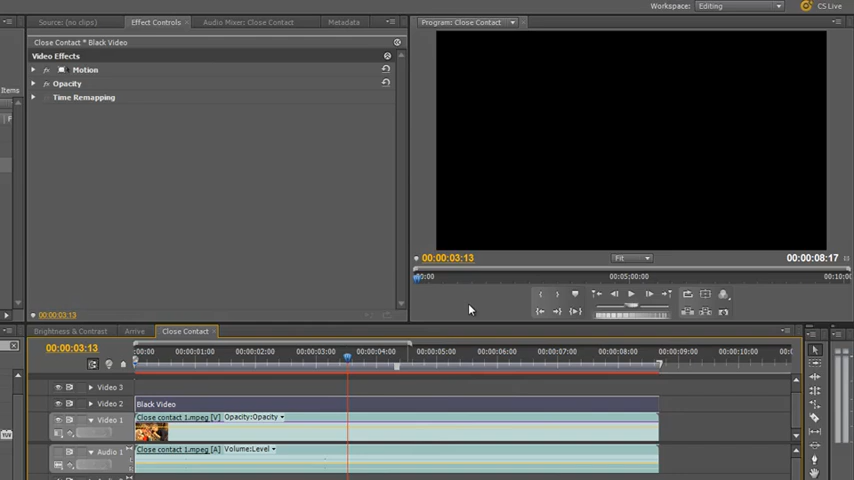 Workspace: Editing CS Live
Source: (no clips) Effect Controls Audio Mixer: Close Contact Metadata Program: Close Contact
Close Contact * Black Video
Video Effects
Motion
Items
Opacity
Time Remapping
00:00:03:13 Fit 00:00:08:17
00:00 00;05;00;00 00;10;0
00:00:03:13
Brightness & Contrast Arrive Close Contact
00:00:03:13 :00:00 00:00:01:00 00:00:02:00 00:00:03:00 00:00:04:00 00:00:05:00 00:00:06:00 00:00:07:00 00:00:08:00 00:00:09:00 00:00:10:00 00:0
Video 3
Video 2 Black Video
Video 1 Close contact 1.mpeg [V] Opacity:Opacity
Audio 1 Close contact 1.mpeg [A] Volume:Level